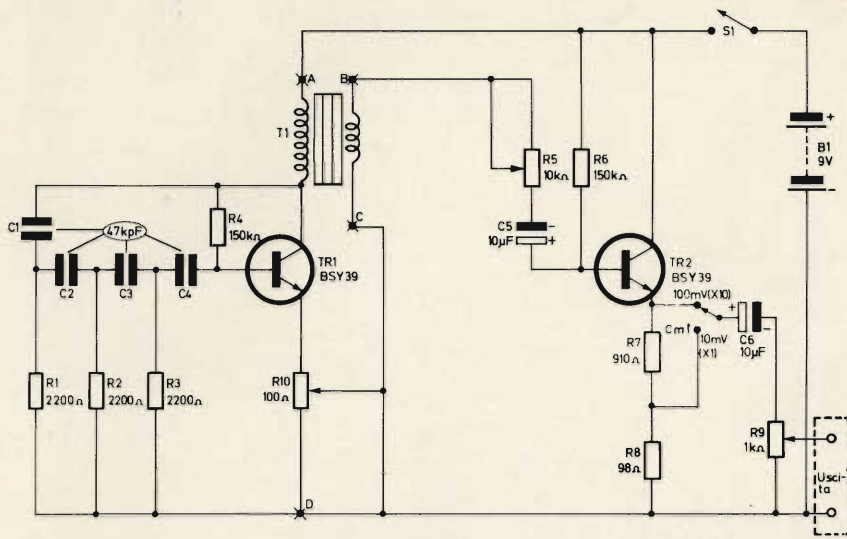 S1
A
B
T1
+
B1
9V
-
R5
10kΩ
R6
150kΩ
C
C1
47kpF
R4
150kΩ
C5
10µF
-
+
TR1
BSY39
TR2
BSY39
C2
C3
C4
100mV(X10)
+
-
Cm1
10mV
(X1)
C6
10µF
R7
910Ω
R1
2200Ω
R2
2200Ω
R3
2200Ω
R10
100Ω
R9
1kΩ
R8
98Ω
Usci-
ta
D